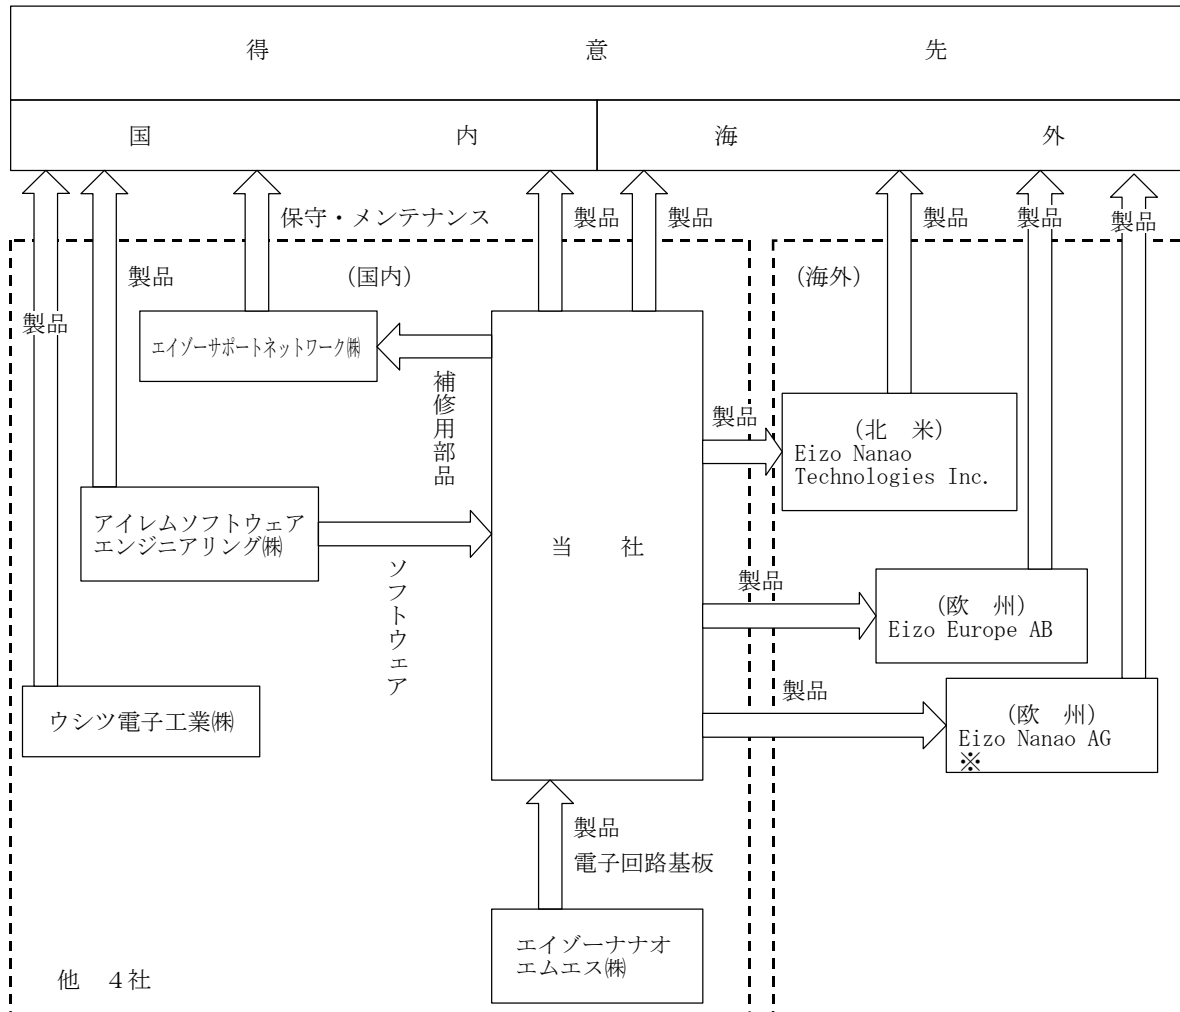 得　意　先
国　内
海　外
保守・メンテナンス
製品
製品
製品
製品
製品
製品
(国内)
(海外)
製品
エイゾーサポートネットワーク㈱
補修用部品
製品
(北　米)
Eizo Nanao
Technologies Inc.
アイレムソフトウェア
エンジニアリング㈱
ソフトウェア
当　社
製品
(欧　州)
Eizo Europe AB
製品
(欧　州)
Eizo Nanao AG
※
ウシツ電子工業㈱
製品
電子回路基板
エイゾーナナオ
エムエス㈱
他　４社